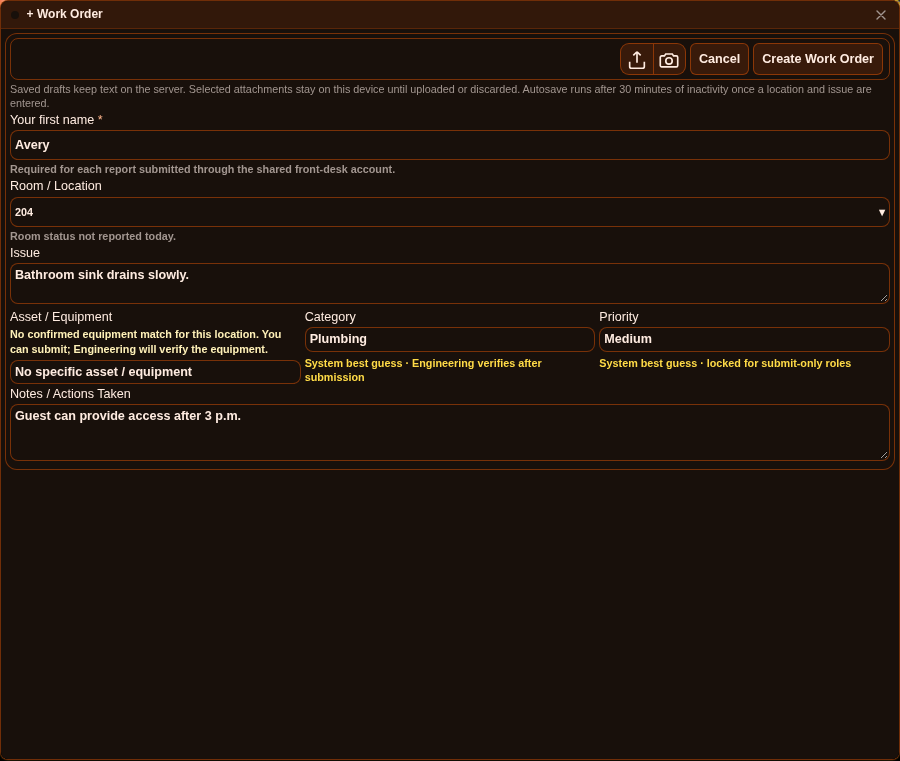 + Work Order
Cancel
Create Work Order
Saved drafts keep text on the server. Selected attachments stay on this device until uploaded or discarded. Autosave runs after 30 minutes of inactivity once a location and issue are
entered.
Your first name *
Avery
Required for each report submitted through the shared front-desk account.
Room / Location
204
Room status not reported today.
Issue
Bathroom sink drains slowly.
Asset / Equipment
No confirmed equipment match for this location. You
can submit; Engineering will verify the equipment.
No specific asset / equipment
Category
Plumbing
System best guess · Engineering verifies after
submission
Priority
Medium
System best guess · locked for submit-only roles
Notes / Actions Taken
Guest can provide access after 3 p.m.